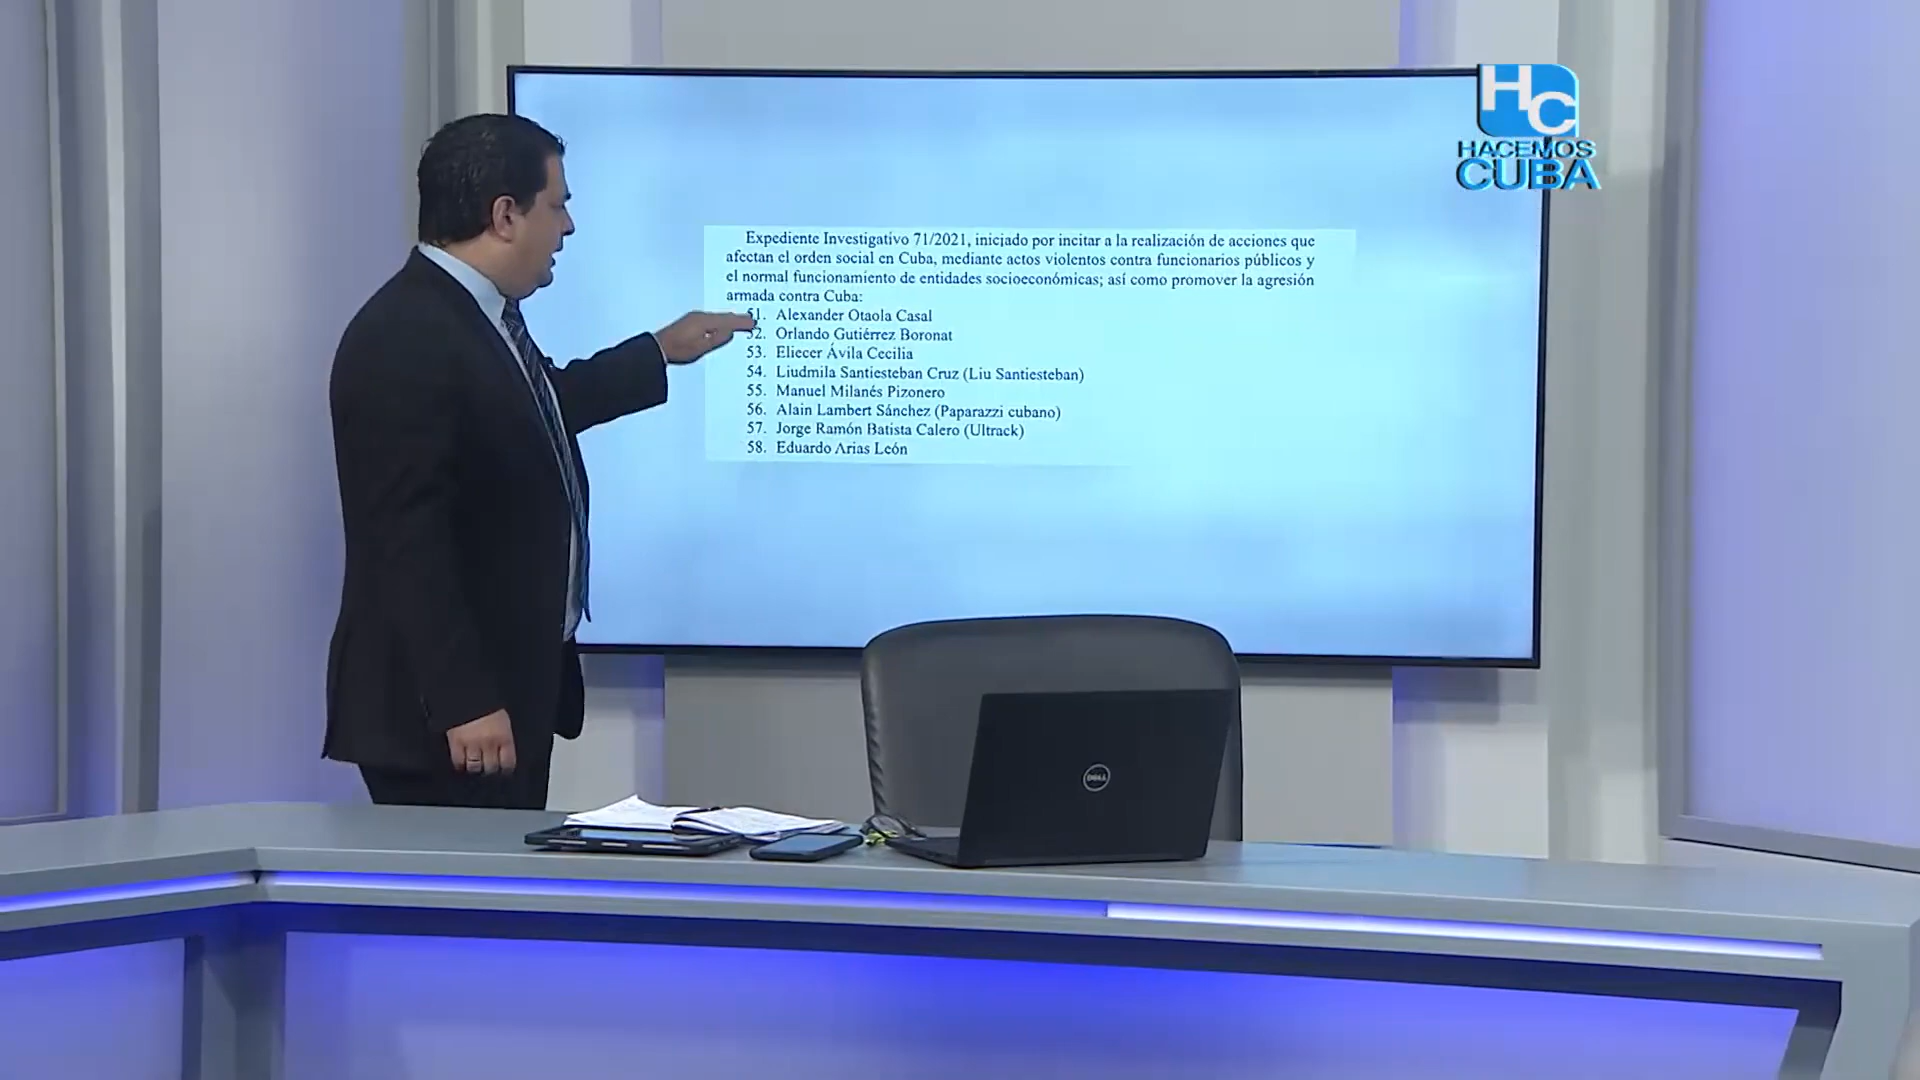 HC
HACEMOS
CUBA
Expediente Investigativo 71/2021, iniciado por incitar a la realización de acciones que
afectan el orden social en Cuba, mediante actos violentos contra funcionarios públicos y
el normal funcionamiento de entidades socioeconómicas; así como promover la agresión
armada contra Cuba:
51. Alexander Otaola Casal
52. Orlando Gutiérrez Boronat
53. Eliecer Ávila Cecilia
54. Liudmila Santiesteban Cruz (Liu Santiesteban)
55. Manuel Milanés Pizonero
56. Alain Lambert Sánchez (Paparazzi cubano)
57. Jorge Ramón Batista Calero (Ultrack)
58. Eduardo Arias León
DELL